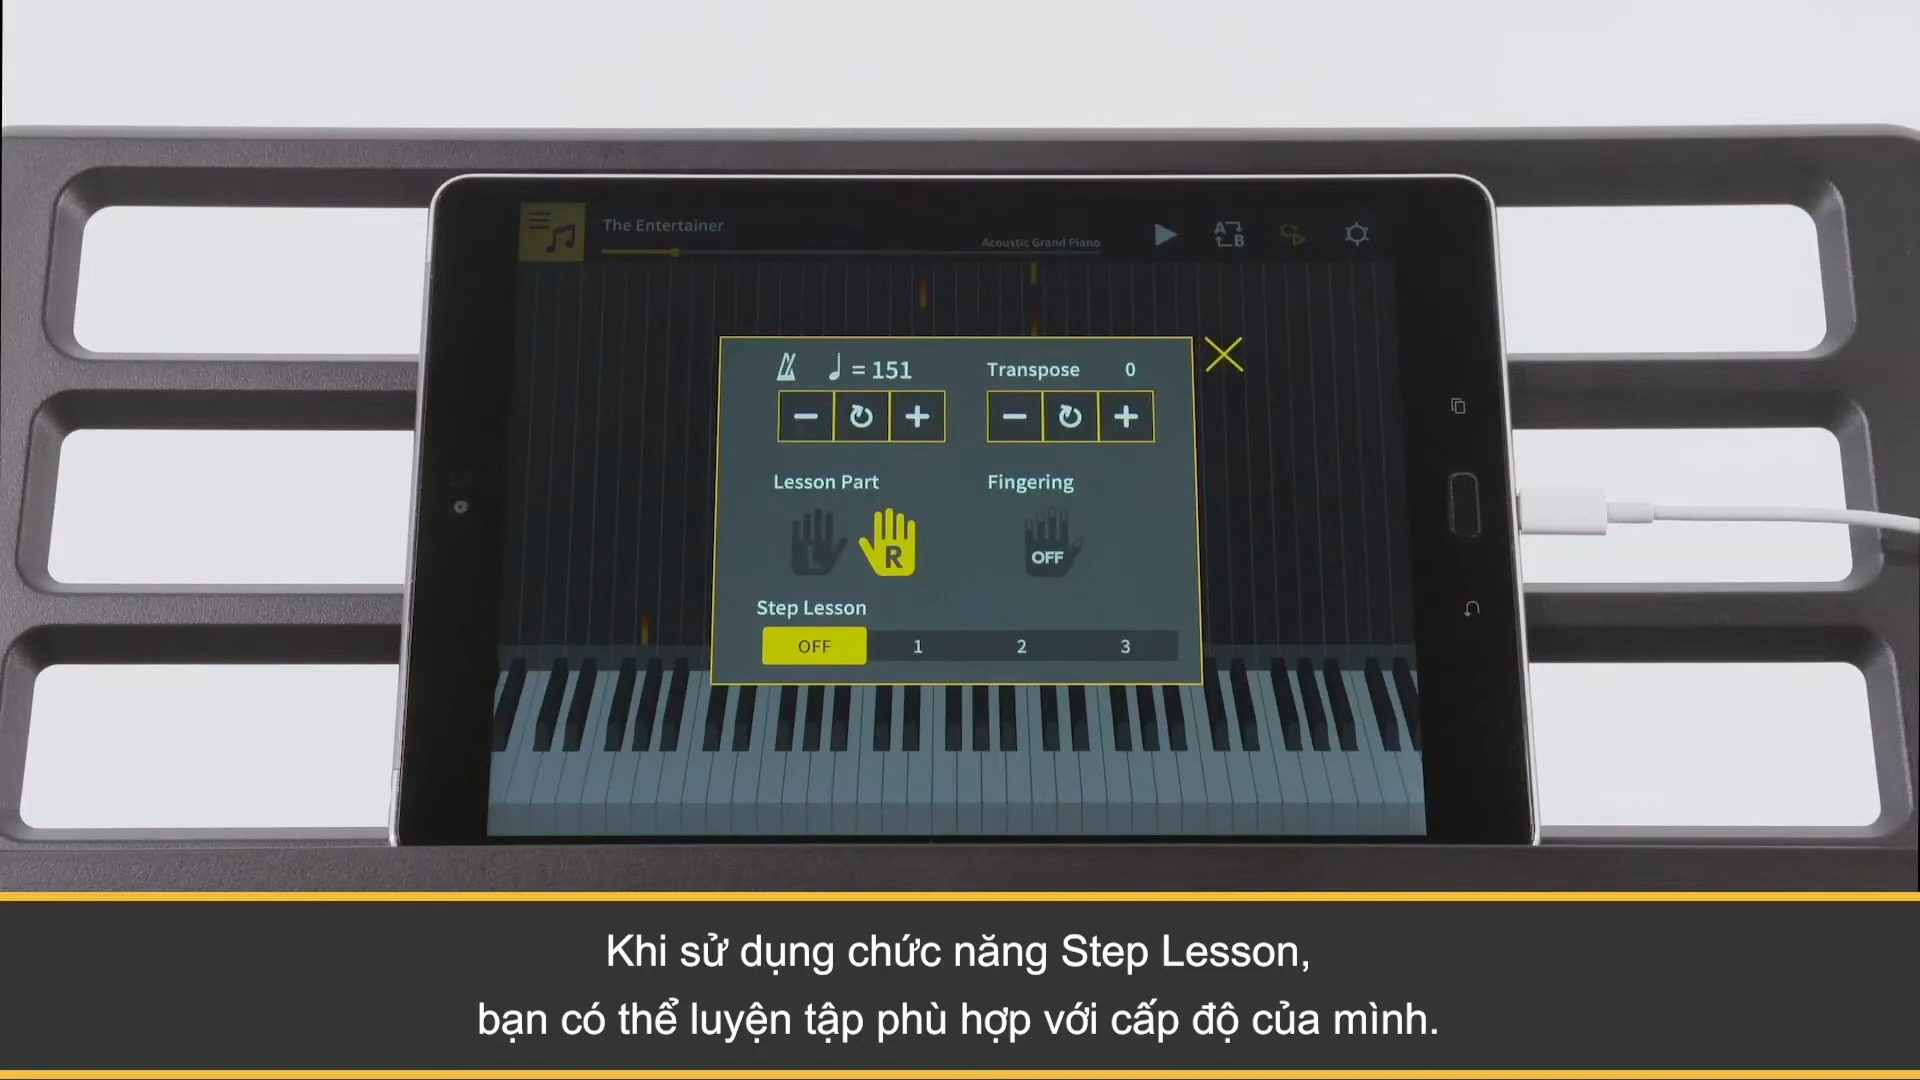 The Entertainer
Acoustic Grand Piano
A B
= 151
Transpose 0
Lesson Part
Fingering
L R
OFF
Step Lesson
OFF 1 2 3
Khi sử dụng chức năng Step Lesson,
bạn có thể luyện tập phù hợp với cấp độ của mình.